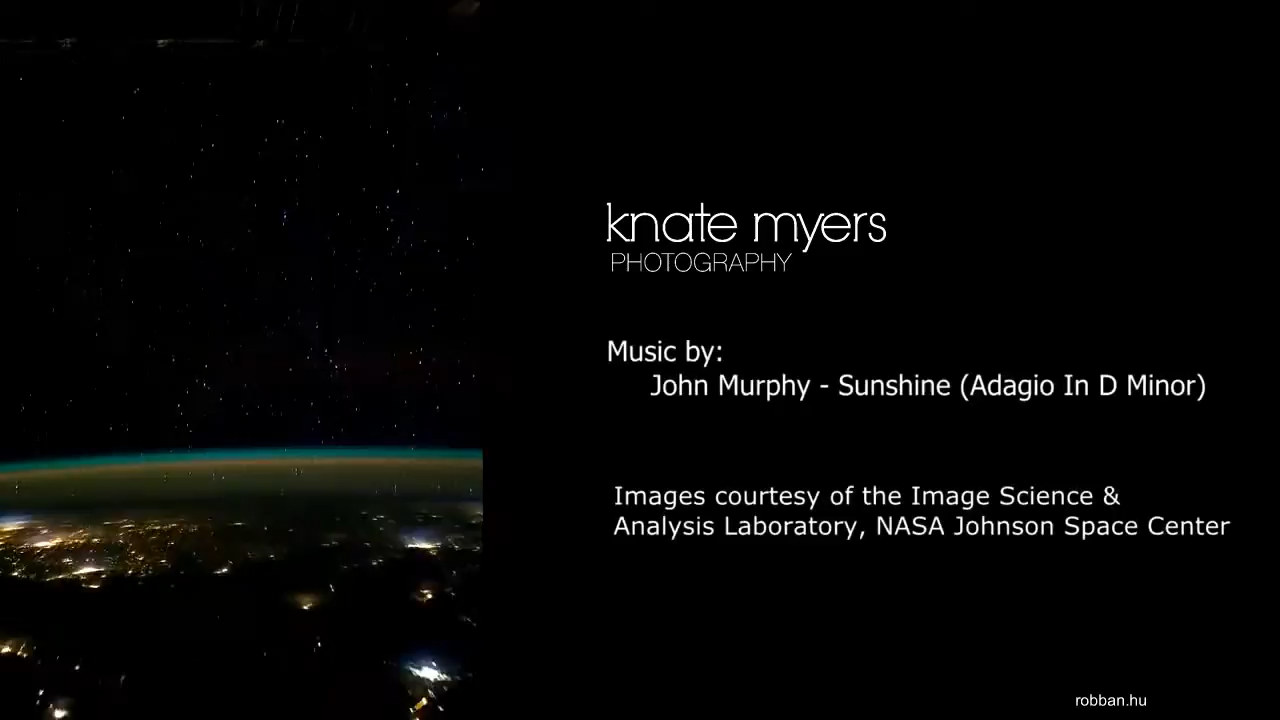 knate myers
PHOTOGRAPHY
Music by:
John Murphy - Sunshine (Adagio In D Minor)
Images courtesy of the Image Science &
Analysis Laboratory, NASA Johnson Space Center
robban.hu